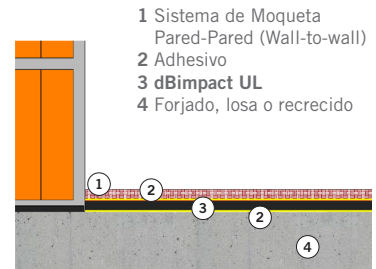 1 Sistema de Moqueta
Pared-Pared (Wall-to-wall)
2 Adhesivo
3 dBimpact UL
4 Forjado, losa o recrecido
1
2
3
2
4